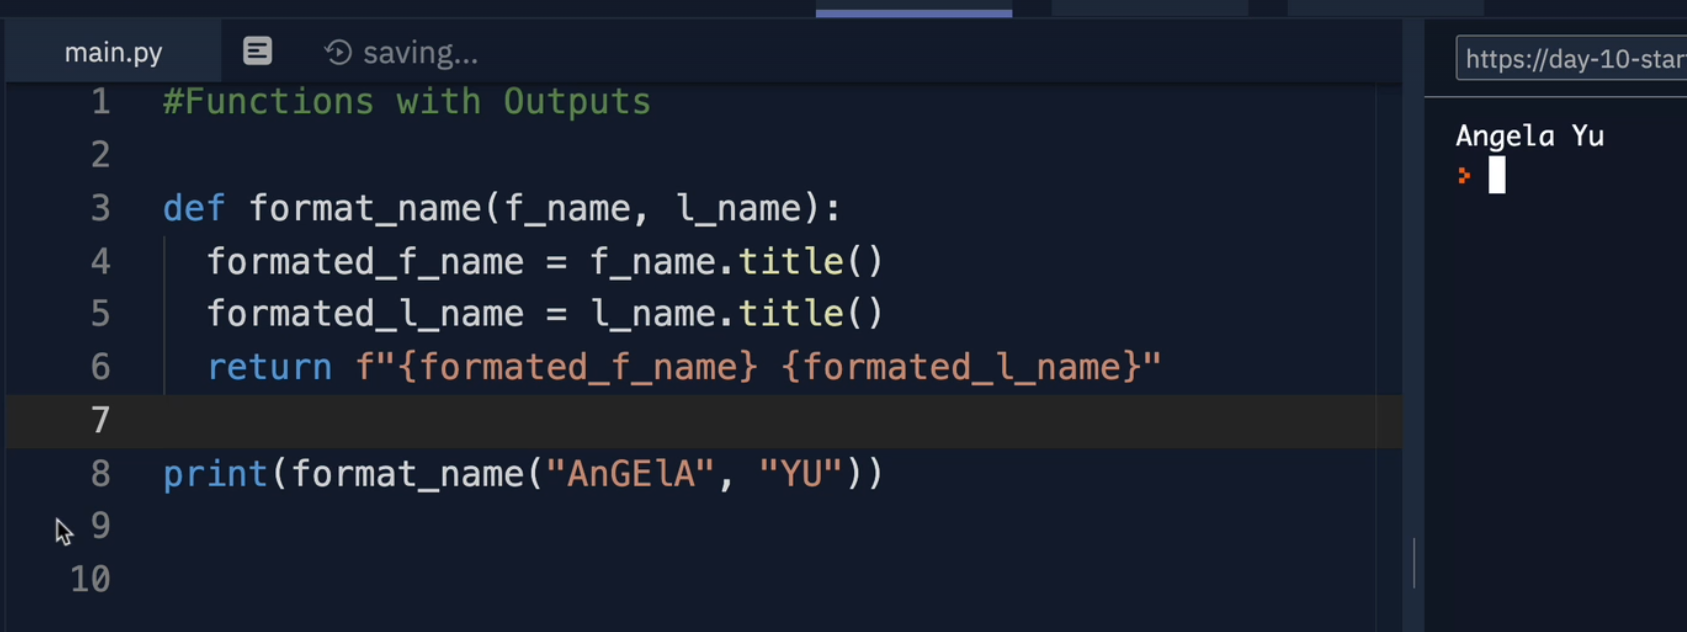 main.py saving...
https://day-10-star
1 #Functions with Outputs
2
3 def format_name(f_name, l_name):
4   formated_f_name = f_name.title()
5   formated_l_name = l_name.title()
6   return f"{formated_f_name} {formated_l_name}"
7
8 print(format_name("AnGElA", "YU"))
9
10
Angela Yu